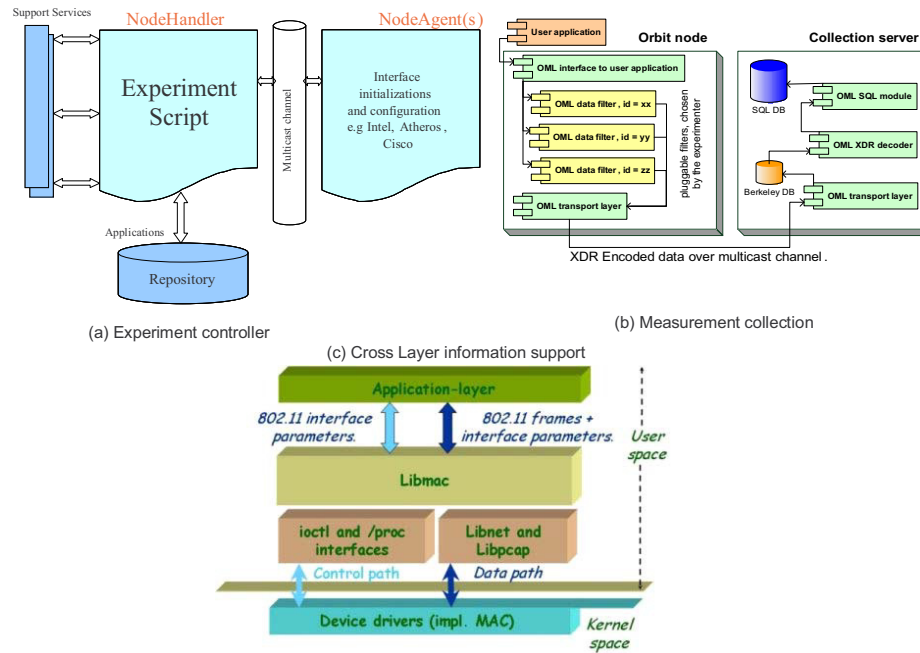 Support Services
NodeHandler
NodeAgent(s)
Experiment
Script
Multicast channel
Interface
initializations
and configuration
e.g Intel, Atheros ,
Cisco
Applications
Repository
(a) Experiment controller
User application
Orbit node
Collection server
OML interface to user application
OML data filter , id = xx
OML data filter , id = yy
OML data filter , id = zz
pluggable filters, chosen
by the experimenter
OML transport layer
SQL DB
OML SQL module
OML XDR decoder
Berkeley DB
OML transport layer
XDR Encoded data over multicast channel .
(b) Measurement collection
(c) Cross Layer information support
Application-layer
802.11 interface
parameters.
802.11 frames +
interface parameters.
User
space
Libmac
ioctl and /proc
interfaces
Libnet and
Libpcap
Control path
Data path
Device drivers (impl. MAC)
Kernel
space